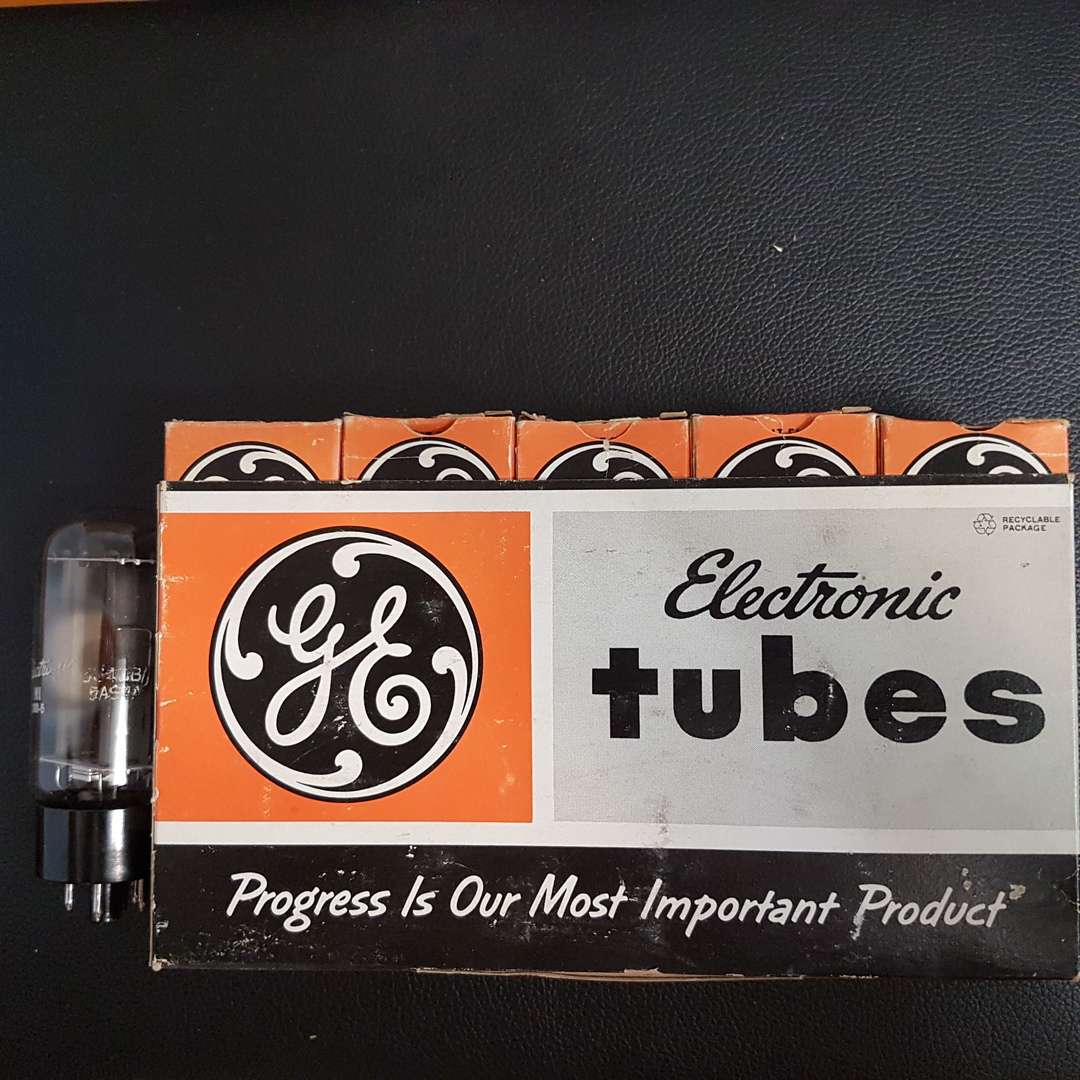 GE
Electronic
tubes
RECYCLABLE
PACKAGE
Progress Is Our Most Important Product